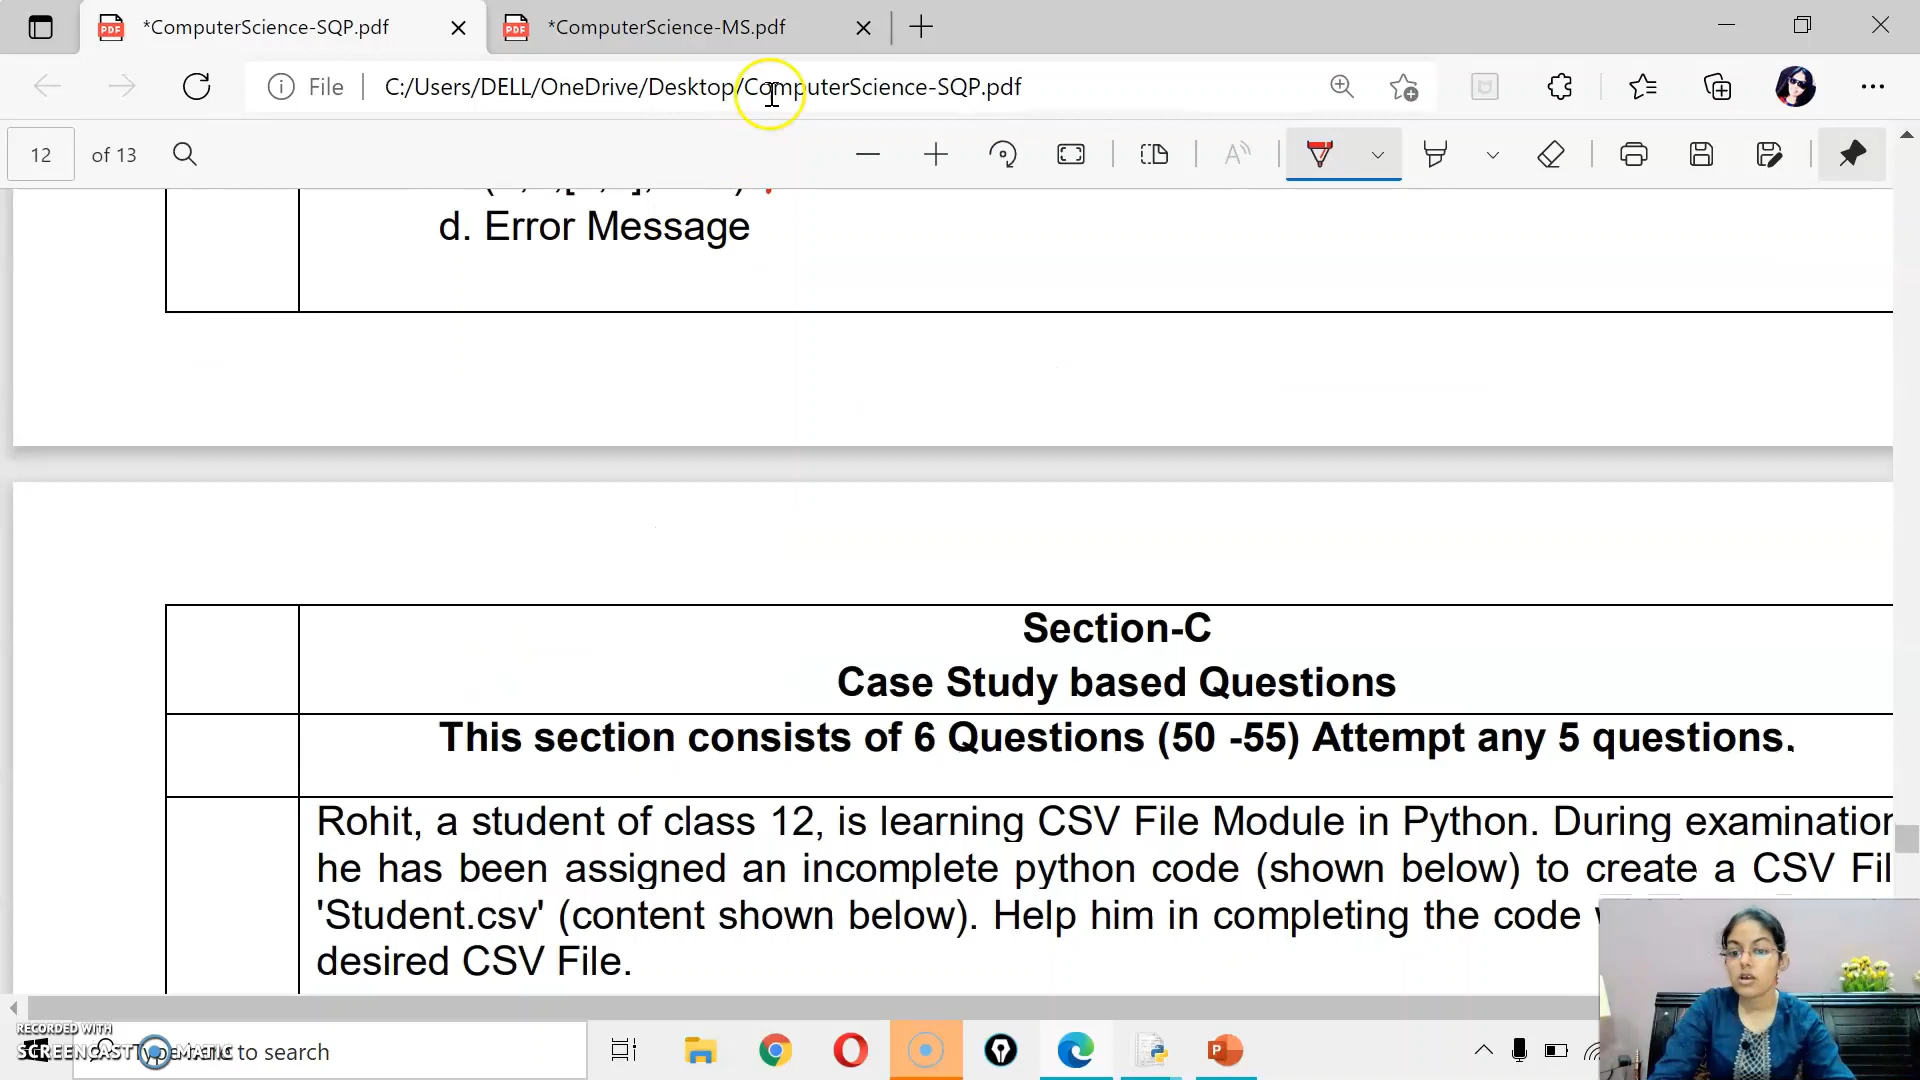 *ComputerScience-SQP.pdf
*ComputerScience-MS.pdf
File
C:/Users/DELL/OneDrive/Desktop/ComputerScience-SQP.pdf
12 of 13
d. Error Message
Section-C
Case Study based Questions
This section consists of 6 Questions (50 -55) Attempt any 5 questions.
Rohit, a student of class 12, is learning CSV File Module in Python. During examination
he has been assigned an incomplete python code (shown below) to create a CSV Fil
'Student.csv' (content shown below). Help him in completing the code
desired CSV File.
RECORDED WITH
SCREENCAST MATIC
to search